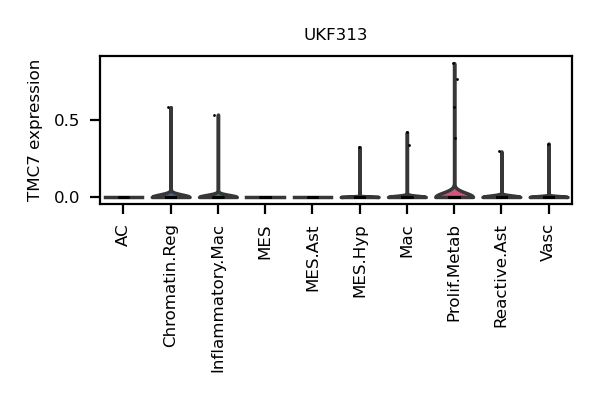 UKF313
TMC7 expression
0.5
0.0
AC
Chromatin.Reg
Inflammatory.Mac
MES
MES.Ast
MES.Hyp
Mac
Prolif.Metab
Reactive.Ast
Vasc